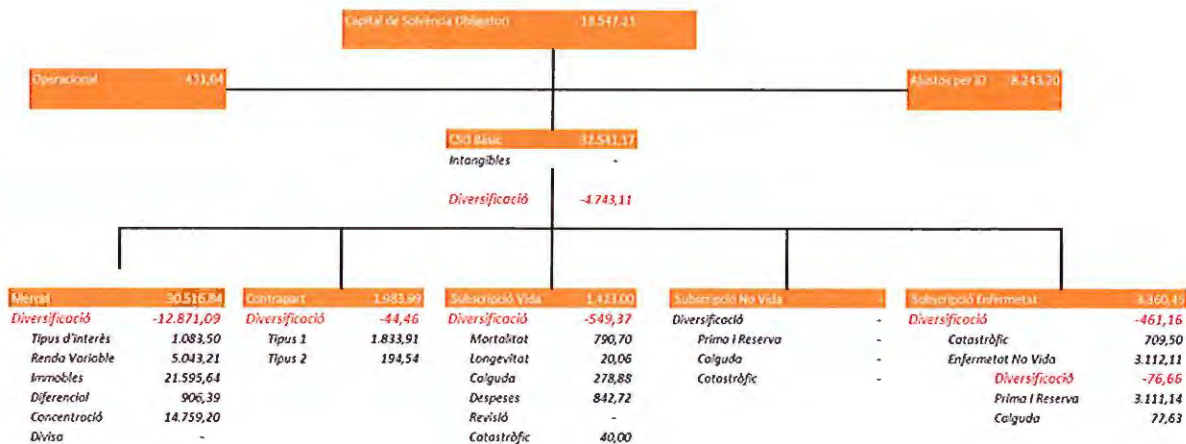 Capital de Solvència Obligatori 18.547,21
Operacional 431,64
Ajustos per ID 8.243,20
CSO Bàsic 32.541,17
Intangibles -
Diversificació -4.743,11
Mercat 30.516,84
Diversificació -12.871,09
Tipus d'interès 1.083,50
Renda Variable 5.043,21
Immobles 21.595,64
Diferencial 906,39
Concentració 14.759,20
Divisa -
Contrapart 1.983,99
Diversificació -44,46
Tipus 1 1.833,91
Tipus 2 194,54
Subscripció Vida 1.423,00
Diversificació -549,37
Mortalitat 790,70
Longevitat 20,06
Caiguda 278,88
Despeses 842,72
Revisió -
Catastròfic 40,00
Subscripció No Vida -
Diversificació -
Prima I Reserva -
Caiguda -
Catastròfic -
Subscripció Enfermetat 3.360,45
Diversificació -461,16
Catastròfic 709,50
Enfermetat No Vida 3.112,11
Diversificació -76,66
Prima I Reserva 3.111,14
Caiguda 77,63